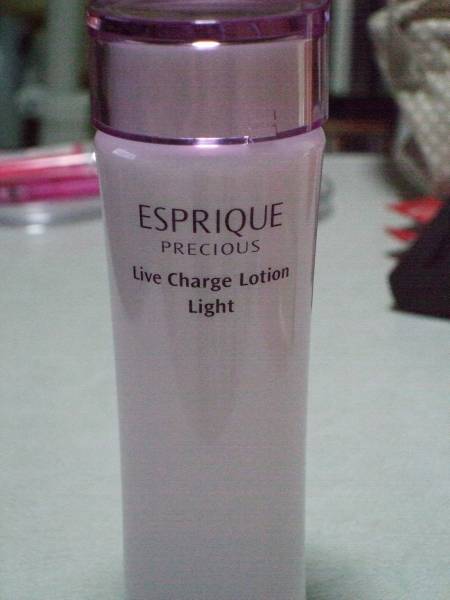 ESPRIQUE
PRECIOUS
Live Charge Lotion
Light